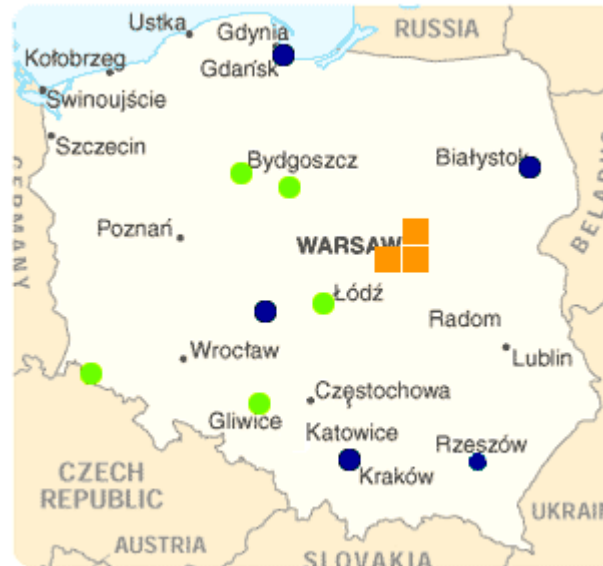 Ustka
Gdynia
RUSSIA
Kołobrzeg
Gdańsk
Swinoujście
Szczecin
Bydgoszcz
Białystok
GERMANY
BELARUS
Poznań
WARSAW
Łódź
Radom
Wrocław
Lublin
Częstochowa
Gliwice
Katowice
Rzeszów
Kraków
CZECH
REPUBLIC
UKRAIN
AUSTRIA
SLOVAKIA